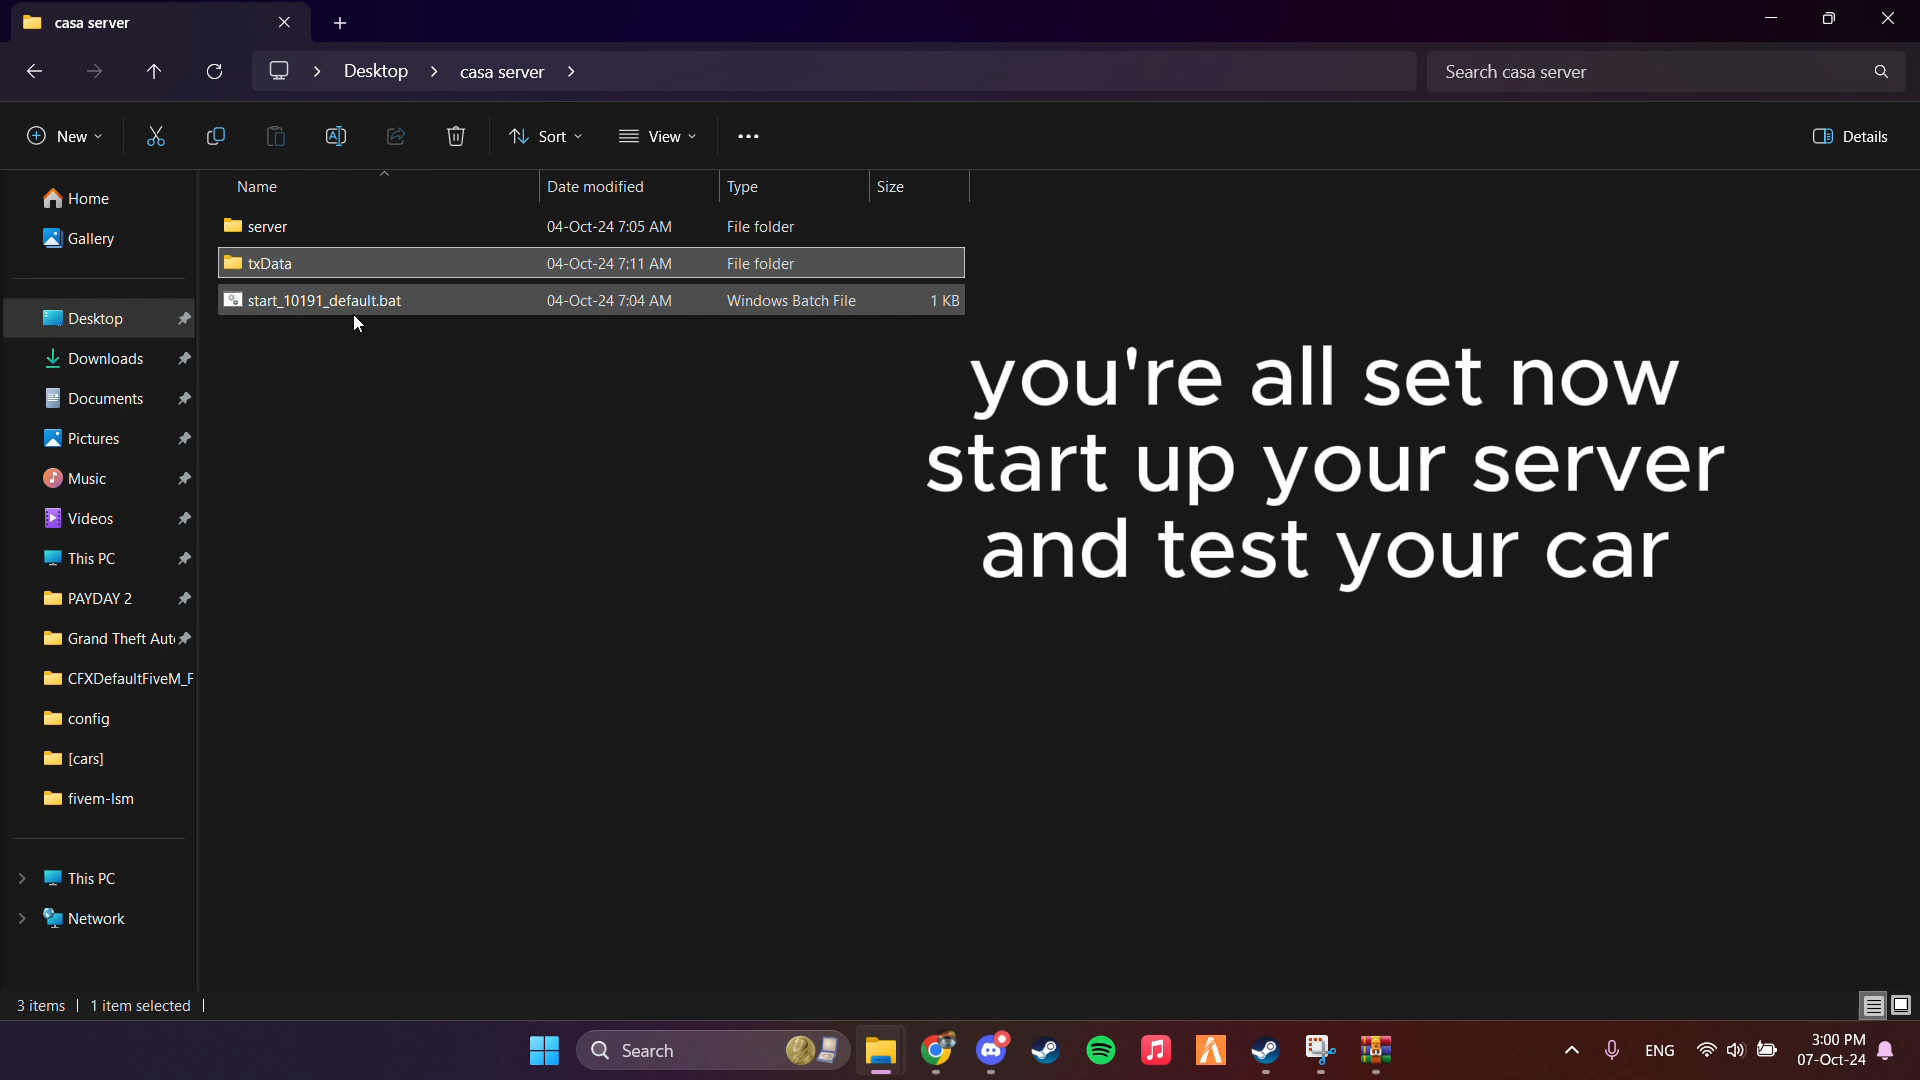 casa server
Desktop
casa server
Search casa server
New
Sort
View
Details
Name
Date modified
Type
Size
server
04-Oct-24 7:05 AM
File folder
txData
04-Oct-24 7:11 AM
File folder
start_10191_default.bat
04-Oct-24 7:04 AM
Windows Batch File
1 KB
Home
Gallery
Desktop
Downloads
Documents
Pictures
Music
Videos
This PC
PAYDAY 2
Grand Theft Aut
CFXDefaultFiveM_F
config
[cars]
fivem-lsm
This PC
Network
you're all set now
start up your server
and test your car
3 items
1 item selected
Search
ENG
3:00 PM
07-Oct-24